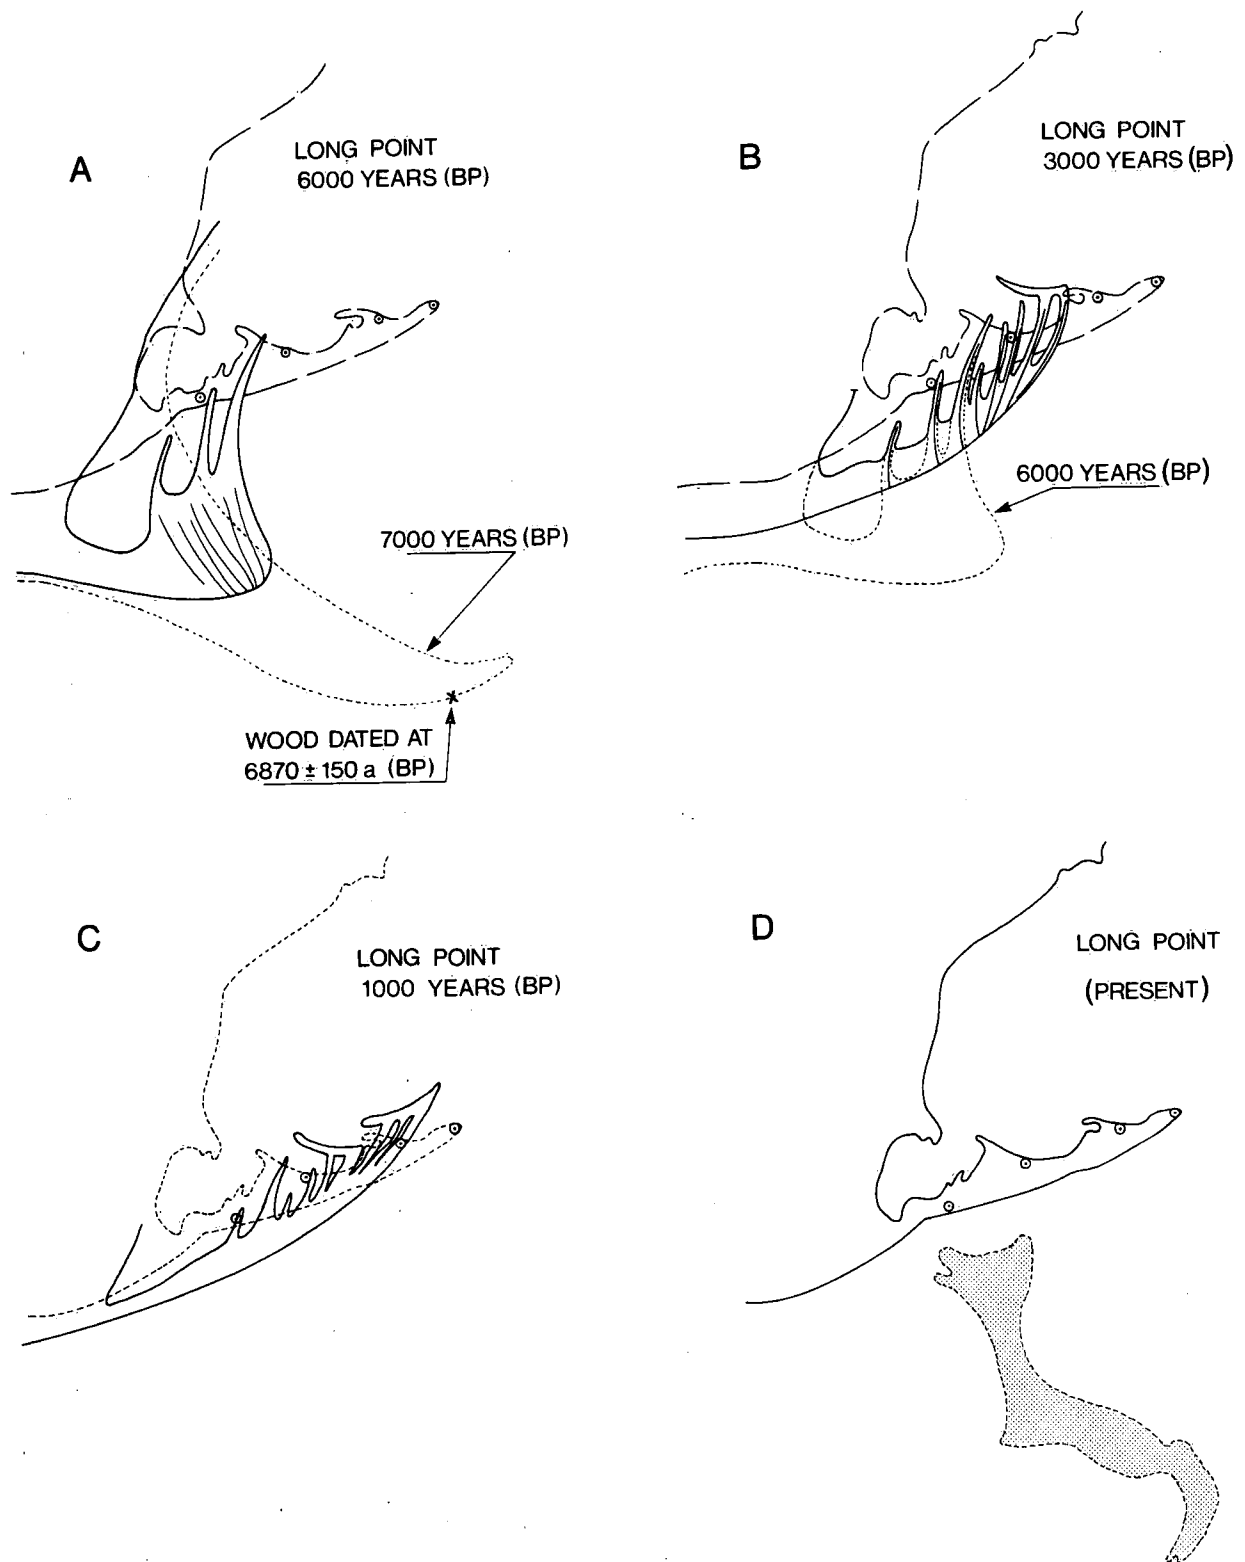 A
LONG POINT
6000 YEARS (BP)
7000 YEARS (BP)
WOOD DATED AT
6870 ± 150 a (BP)
B
LONG POINT
3000 YEARS (BP)
6000 YEARS (BP)
C
LONG POINT
1000 YEARS (BP)
D
LONG POINT
(PRESENT)